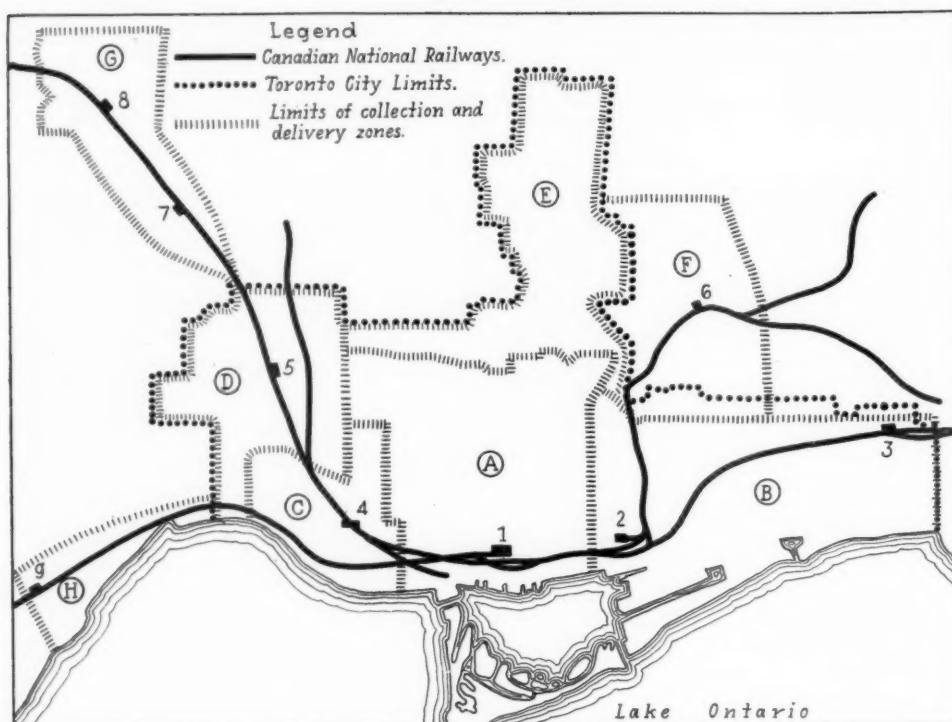 Legend
Canadian National Railways.
Toronto City Limits.
Limits of collection and
delivery zones.
G
8
E
7
F
6
5
D
A
3
B
C
4
1
2
9
H
Lake Ontario